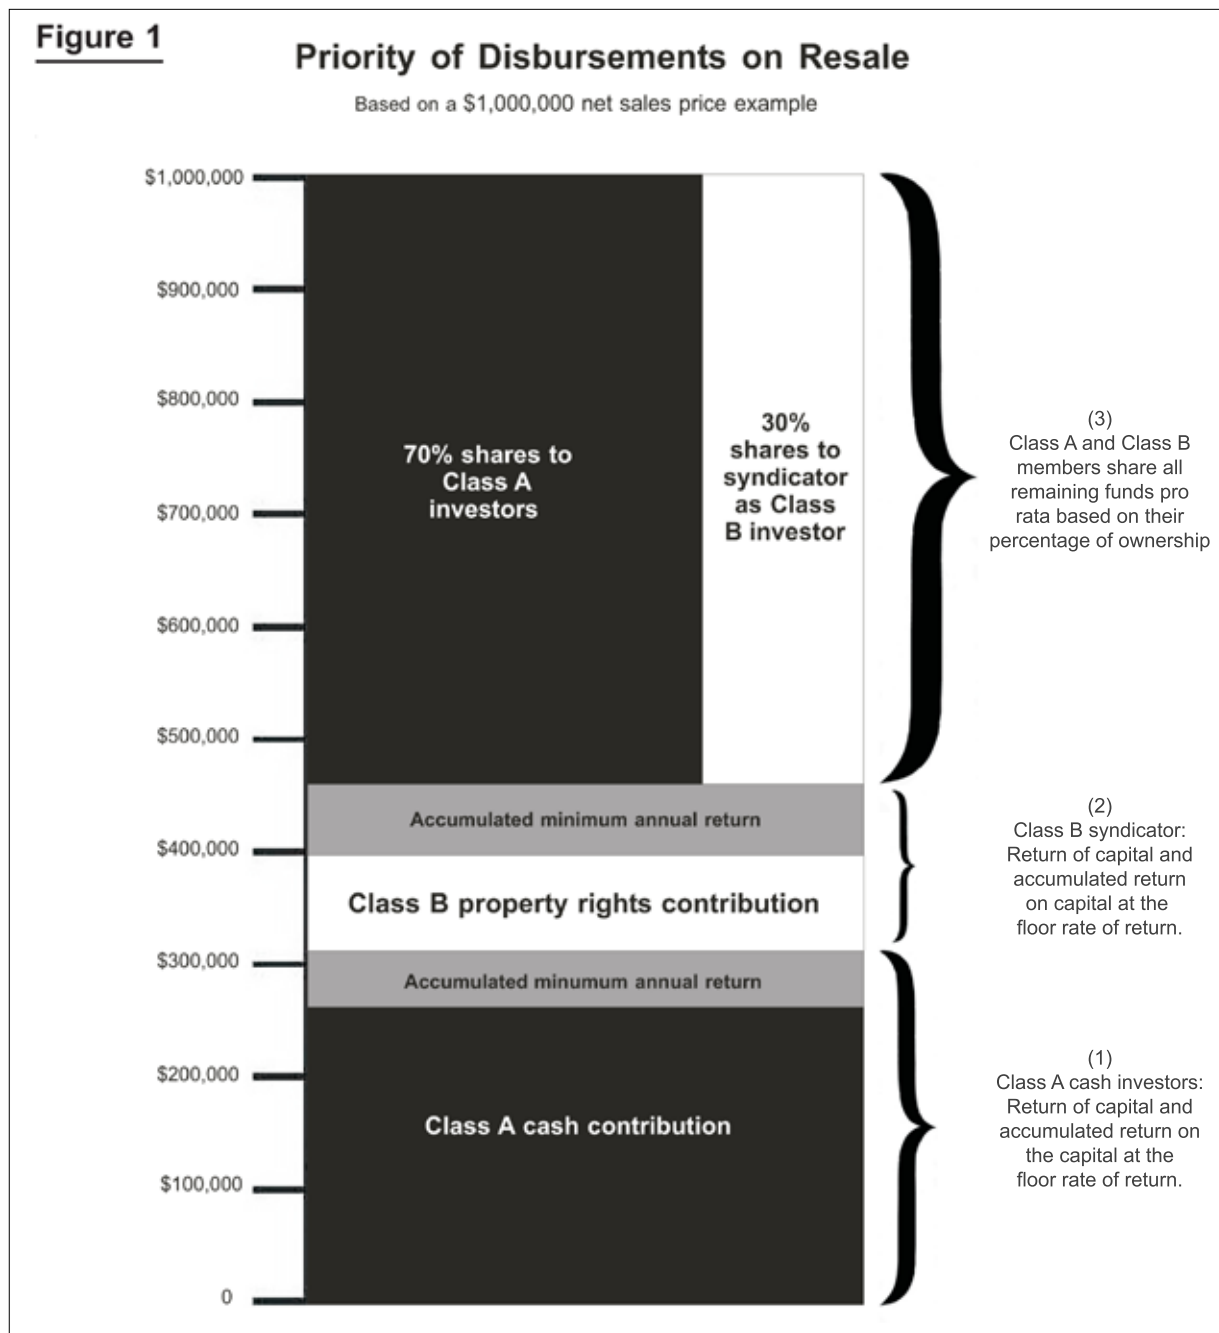 Figure 1
Priority of Disbursements on Resale
Based on a $1,000,000 net sales price example
$1,000,000
$900,000
$800,000
$700,000
$600,000
$500,000
$400,000
$300,000
$200,000
$100,000
0
70% shares to
Class A
investors
30%
shares to
syndicator
as Class
B investor
Accumulated minimum annual return
Class B property rights contribution
Accumulated minumum annual return
Class A cash contribution
(3)
Class A and Class B
members share all
remaining funds pro
rata based on their
percentage of ownership
(2)
Class B syndicator:
Return of capital and
accumulated return
on capital at the
floor rate of return.
(1)
Class A cash investors:
Return of capital and
accumulated return on
the capital at the
floor rate of return.